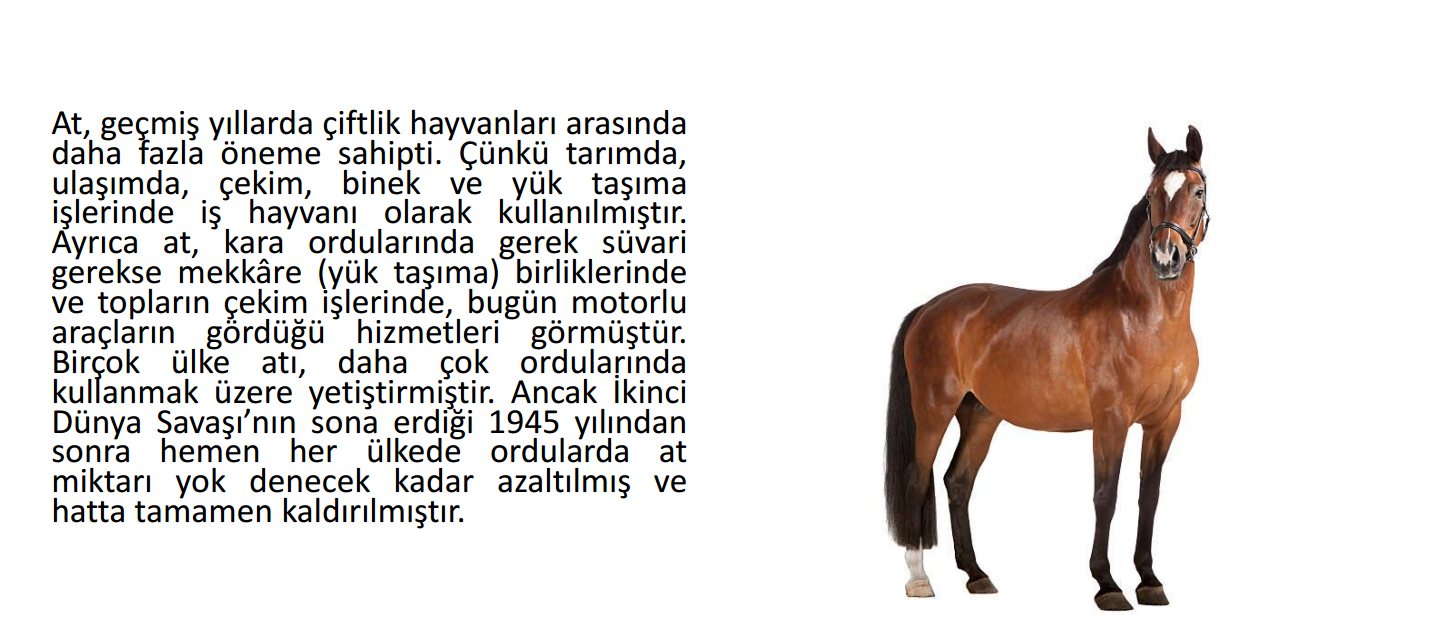 At, geçmiş yıllarda çiftlik hayvanları arasında
daha fazla öneme sahipti. Çünkü tarımda,
ulaşımda, çekim, binek ve yük taşıma
işlerinde iş hayvanı olarak kullanılmıştır.
Ayrıca at, kara ordularında gerek süvari
gerekse mekkâre (yük taşıma) birliklerinde
ve topların çekim işlerinde, bugün motorlu
araçların gördüğü hizmetleri görmüştür.
Birçok ülke atı, daha çok ordularında
kullanmak üzere yetiştirmiştir. Ancak İkinci
Dünya Savaşı’nın sona erdiği 1945 yılından
sonra hemen her ülkede ordularda at
miktarı yok denecek kadar azaltılmış ve
hatta tamamen kaldırılmıştır.